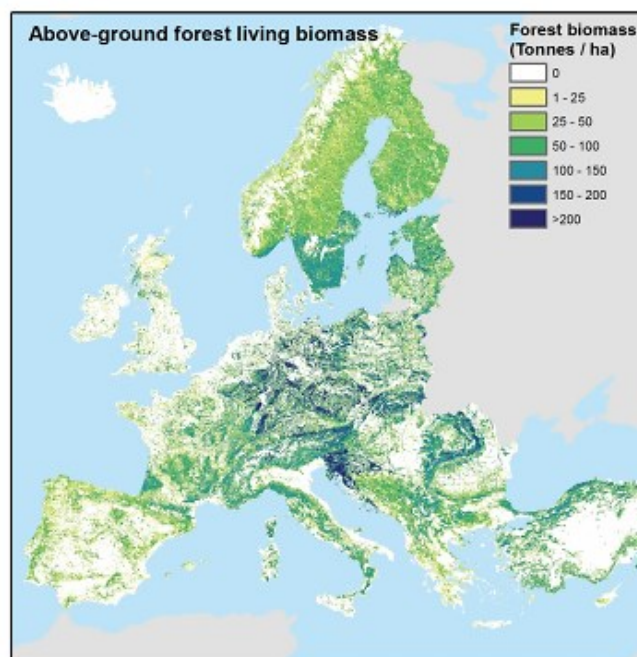 Above-ground forest living biomass
Forest biomass
(Tonnes / ha)
0
1 - 25
25 - 50
50 - 100
100 - 150
150 - 200
>200